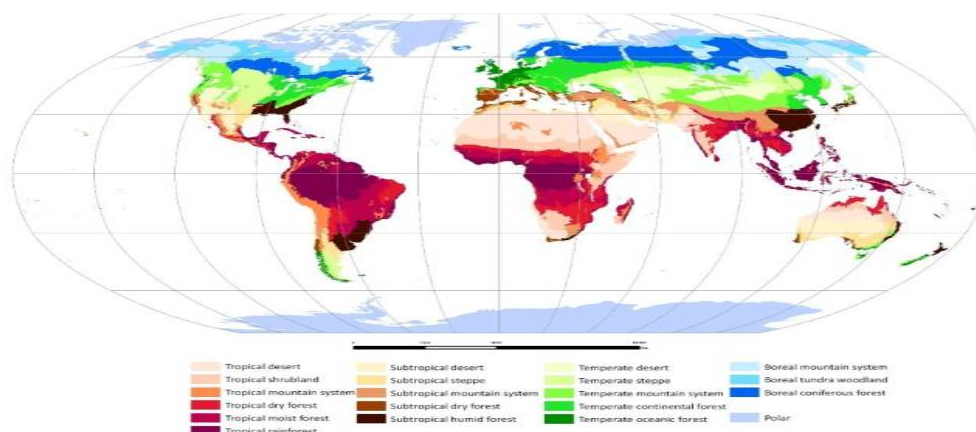 Tropical desert
Tropical shrubland
Tropical mountain system
Tropical dry forest
Tropical moist forest
Tropical rainforest
Subtropical desert
Subtropical steppe
Subtropical mountain system
Subtropical dry forest
Subtropical humid forest
Temperate desert
Temperate steppe
Temperate mountain system
Temperate continental forest
Temperate oceanic forest
Boreal mountain system
Boreal tundra woodland
Boreal coniferous forest
Polar